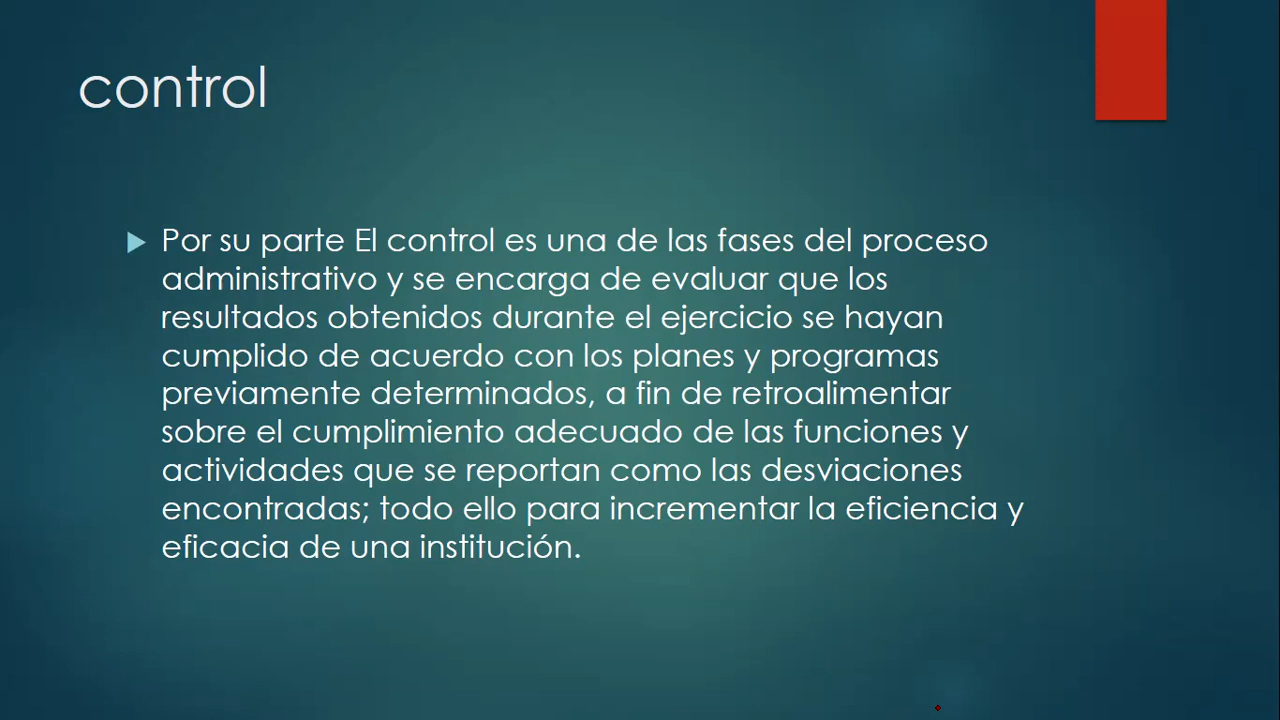 control
Por su parte El control es una de las fases del proceso
administrativo y se encarga de evaluar que los
resultados obtenidos durante el ejercicio se hayan
cumplido de acuerdo con los planes y programas
previamente determinados, a fin de retroalimentar
sobre el cumplimiento adecuado de las funciones y
actividades que se reportan como las desviaciones
encontradas; todo ello para incrementar la eficiencia y
eficacia de una institución.